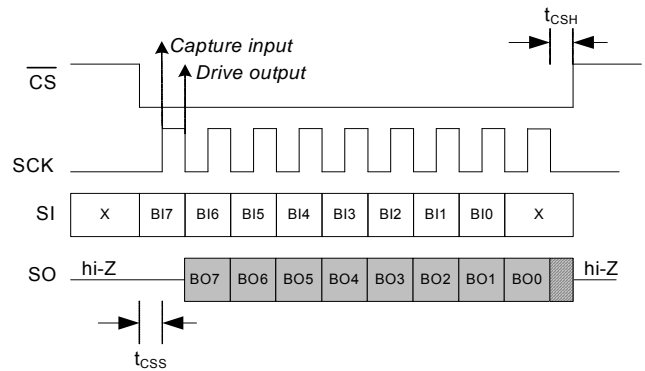 tCSH
Capture input
Drive output
CS
SCK
SI X BI7 BI6 BI5 BI4 BI3 BI2 BI1 BI0 X
SO hi-Z BO7 BO6 BO5 BO4 BO3 BO2 BO1 BO0 hi-Z
tCSS